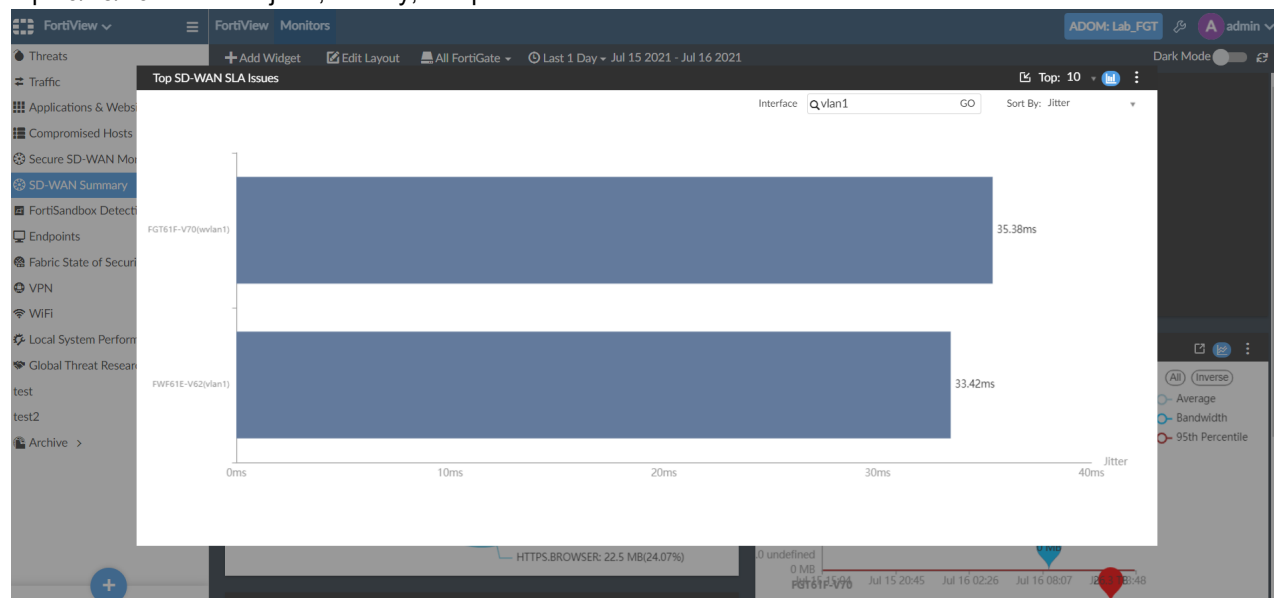 FortiView
FortiView Monitors
ADOM: Lab_FGT
A admin
Threats
Traffic
Applications & Websi
Compromised Hosts
Secure SD-WAN Mo
SD-WAN Summary
FortiSandbox Detecti
Endpoints
Fabric State of Securi
VPN
WiFi
Local System Perform
Global Threat Resear
test
test2
Archive >
Add Widget Edit Layout All FortiGate Last 1 Day Jul 15 2021 - Jul 16 2021
Dark Mode
Top SD-WAN SLA Issues
Top: 10
Interface vlan1 GO Sort By: Jitter
FGT61F-V70(wvlan1)
35.38ms
FWF61E-V62(vlan1)
33.42ms
0ms 10ms 20ms 30ms 40ms
Jitter
All Inverse
Average
Bandwidth
95th Percentile
HTTPS.BROWSER: 22.5 MB(24.07%)
.0 undefined
0 MB
0 MB
Jul 15 20:45 Jul 16 02:26 Jul 16 08:07
FGT61F-V70